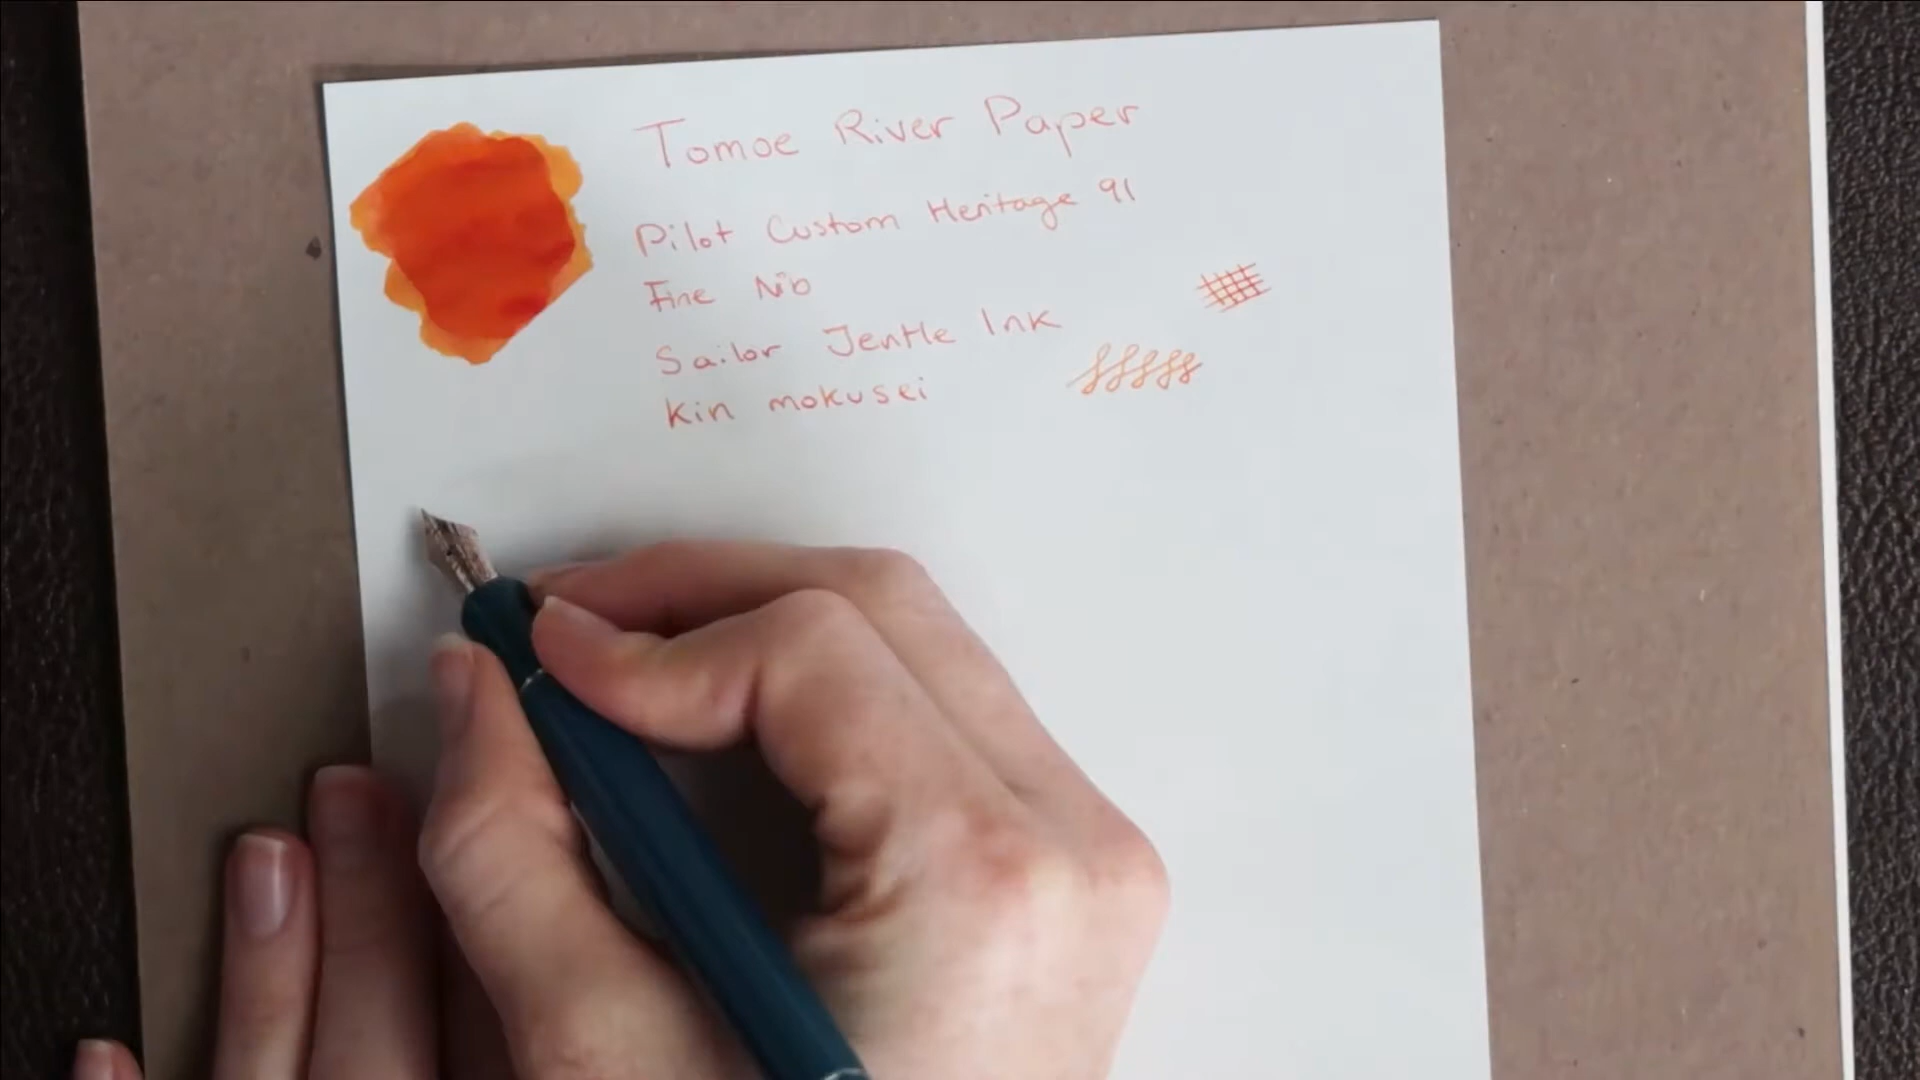 Tomoe River Paper
Pilot Custom Heritage 91
Fine Nib
Sailor Jentle Ink
Kin mokusei